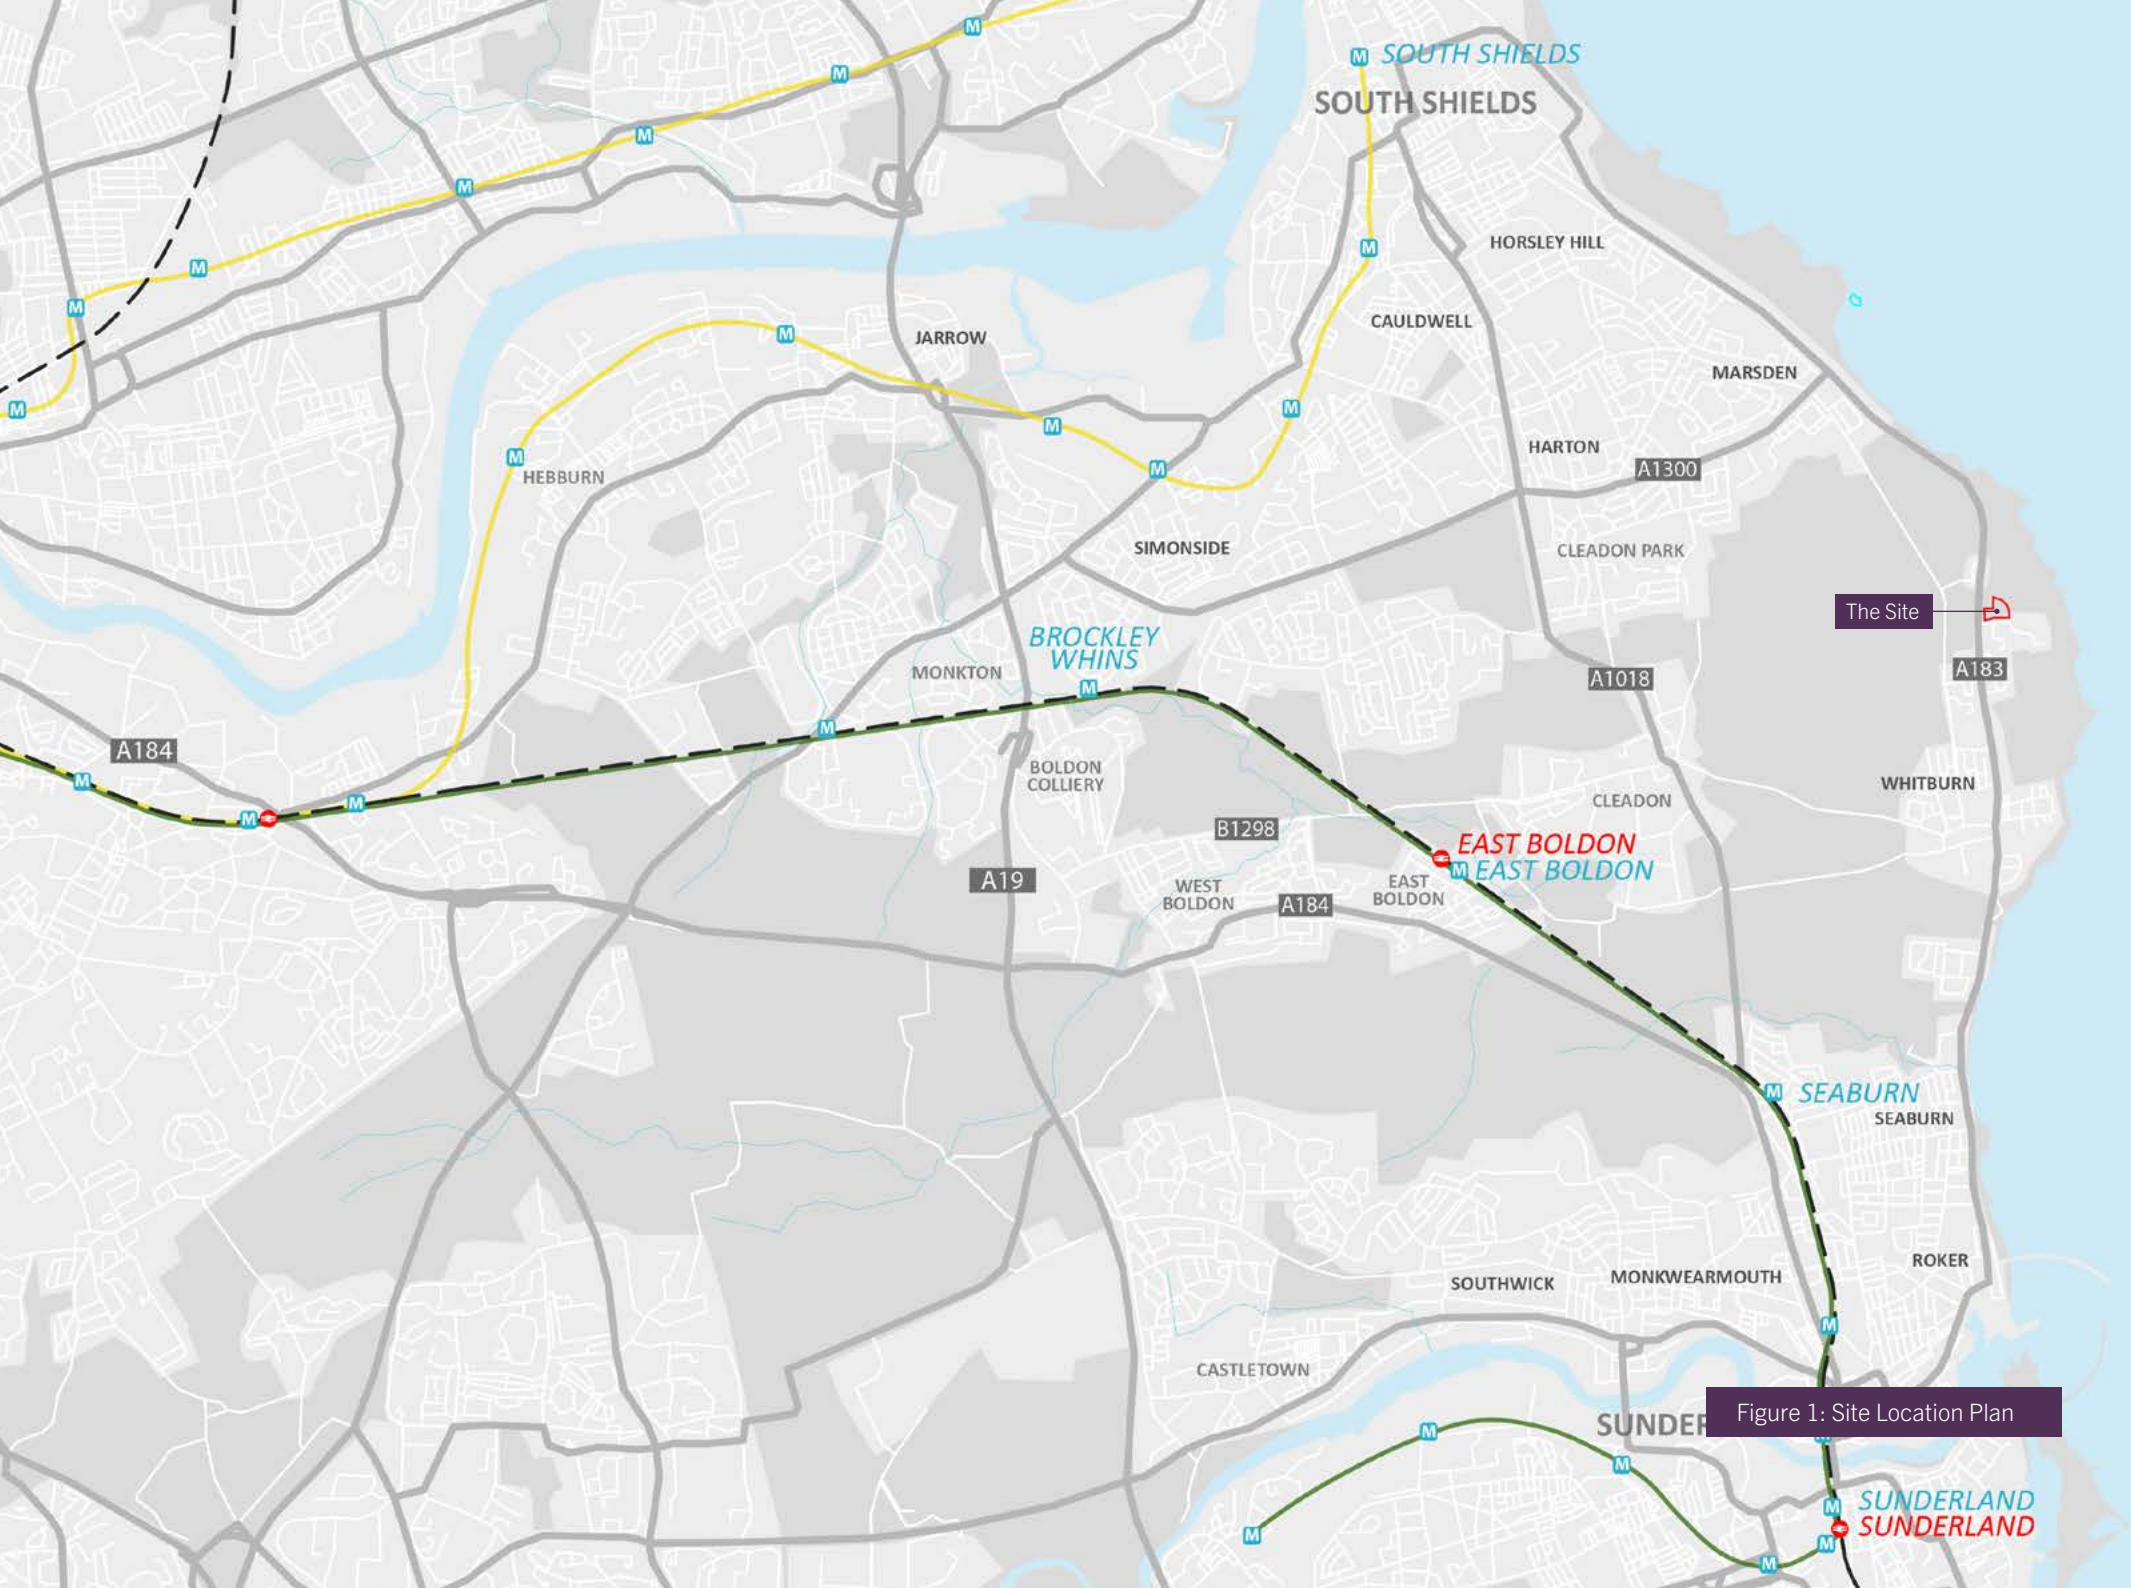 M SOUTH SHIELDS
SOUTH SHIELDS
M
M
M
M
M
HORSLEY HILL
M
M
M
CAULDWELL
M
JARROW
MARSDEN
M
M
M
HARTON
M
HEBBURN
M
A1300
SIMONSIDE
CLEADON PARK
The Site
BROCKLEY
WHINS
M
MONKTON
A1018
A183
M
A184
M
BOLDON
COLLIERY
WHITBURN
CLEADON
M
M
B1298
EAST BOLDON
M EAST BOLDON
A19
WEST
BOLDON
A184
EAST
BOLDON
M SEABURN
SEABURN
ROKER
SOUTHWICK
MONKWEARMOUTH
M
CASTLETOWN
Figure 1: Site Location Plan
M
M
M
M SUNDERLAND
SUNDERLAND
M
M